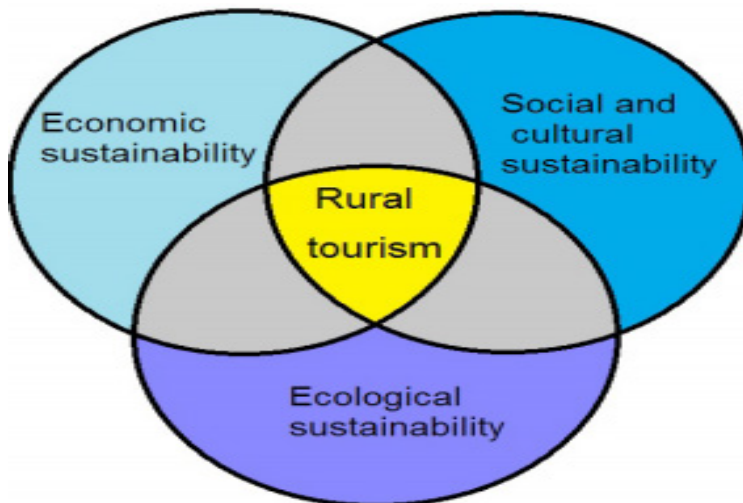 Economic
sustainability
Social and
cultural
sustainability
Rural
tourism
Ecological
sustainability